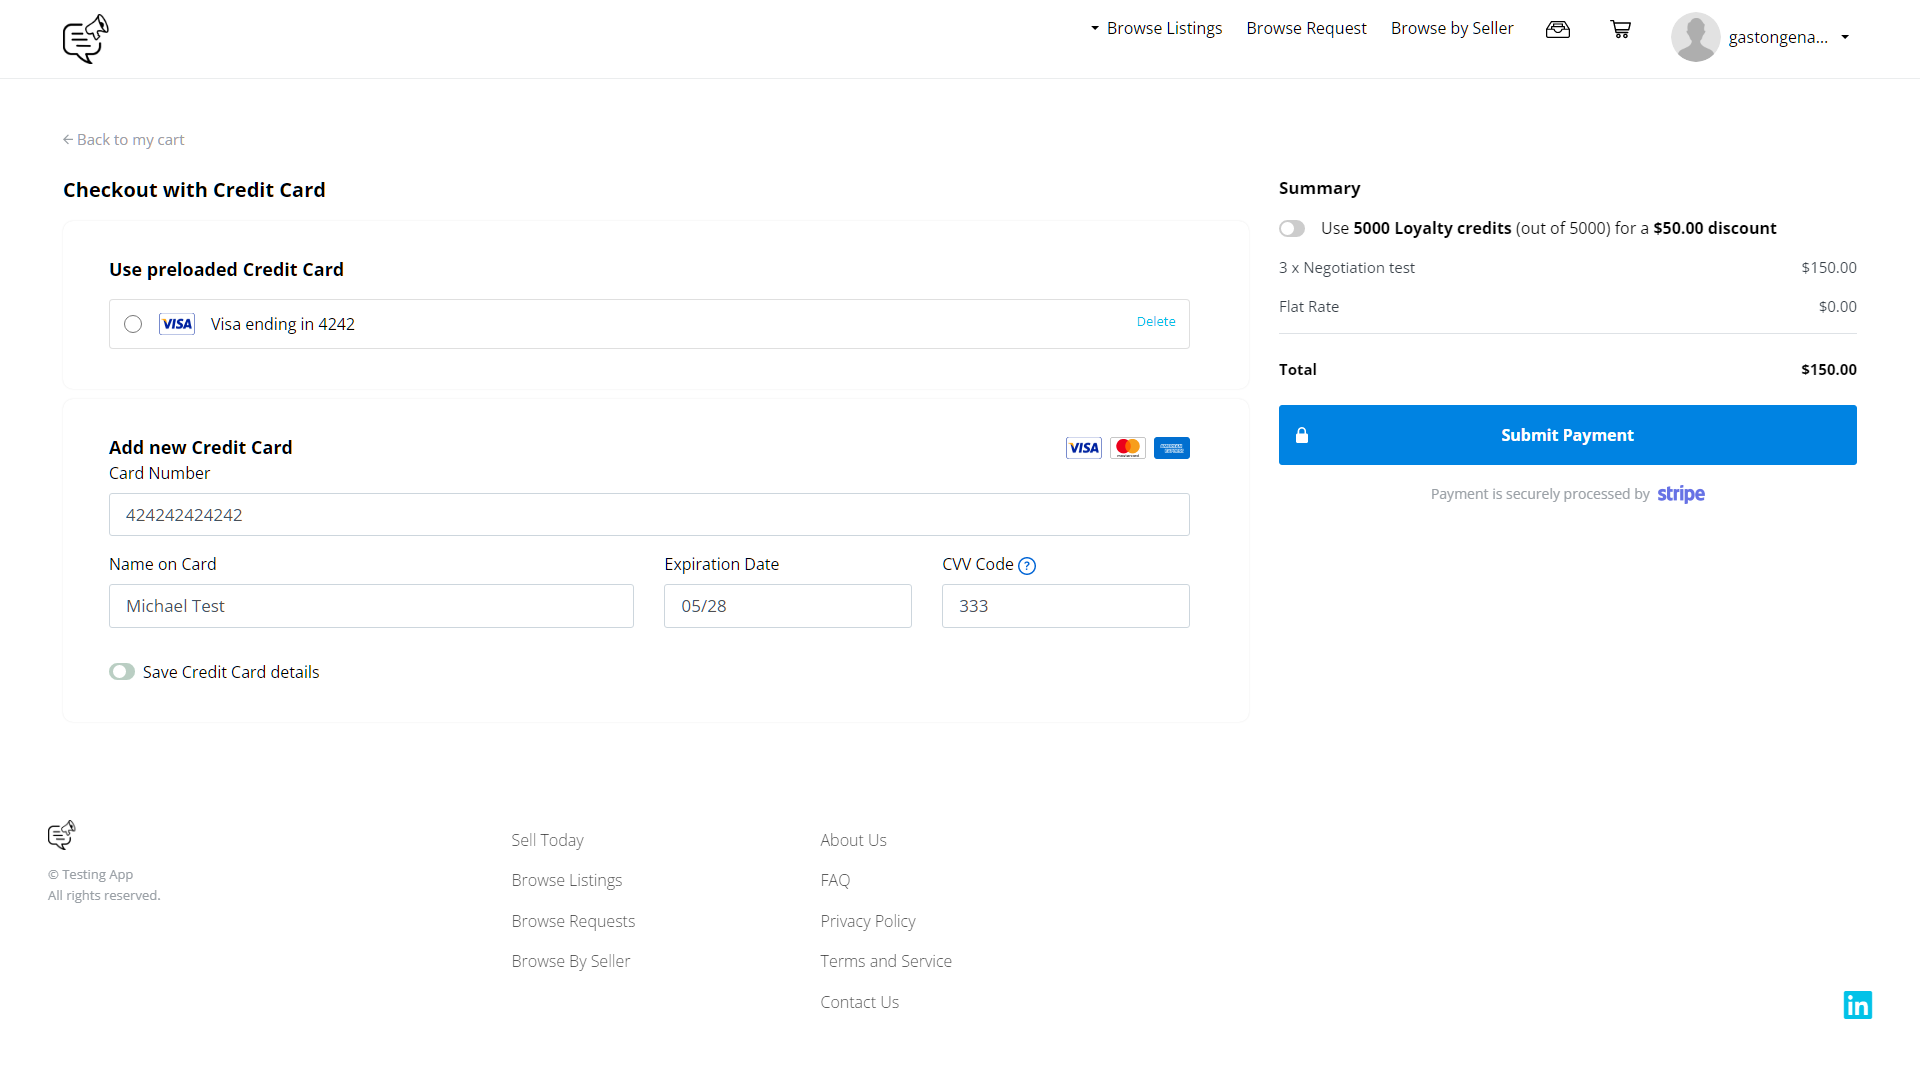 Browse Listings
Browse Request
Browse by Seller
gastongena...
Back to my cart
Checkout with Credit Card
Use preloaded Credit Card
VISA
Visa ending in 4242
Delete
Add new Credit Card
VISA
mastercard
AMERICAN EXPRESS
Card Number
424242424242
Name on Card
Expiration Date
CVV Code ?
Michael Test
05/28
333
Save Credit Card details
Summary
Use 5000 Loyalty credits (out of 5000) for a $50.00 discount
3 x Negotiation test $150.00
Flat Rate $0.00
Total $150.00
Submit Payment
Payment is securely processed by stripe
© Testing App
All rights reserved.
Sell Today
Browse Listings
Browse Requests
Browse By Seller
About Us
FAQ
Privacy Policy
Terms and Service
Contact Us
in